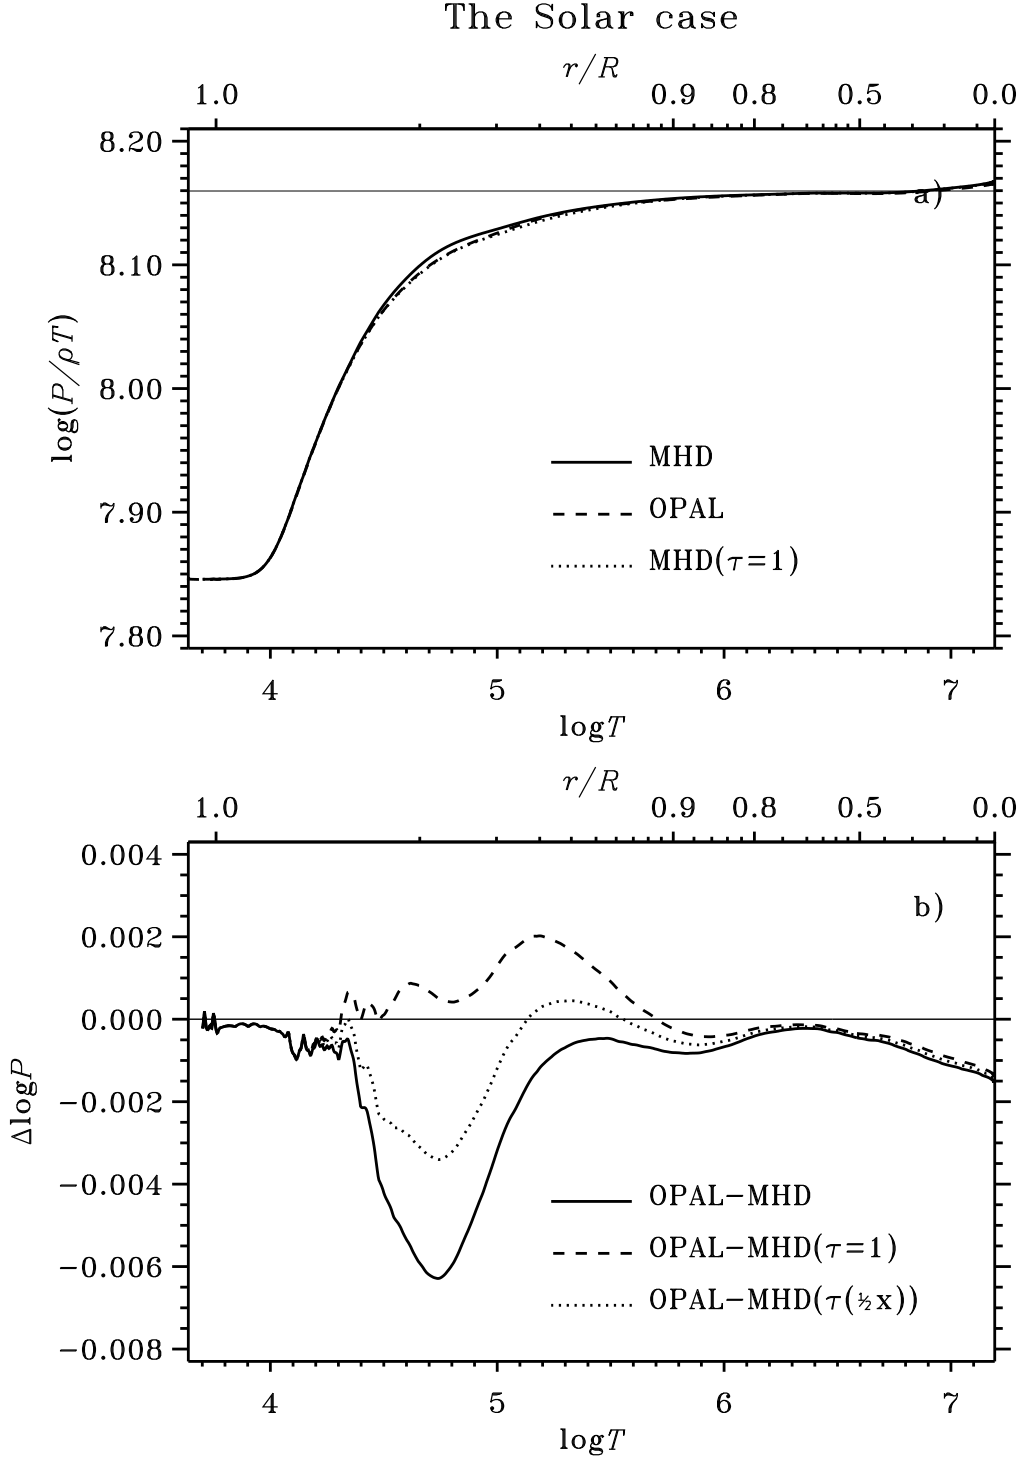 The Solar case
r/R
1.0 0.9 0.8 0.5 0.0
8.20
a)
8.10
log(P/ρT)
8.00
MHD
OPAL
7.90
MHD(τ=1)
7.80
4 5 6 7
logT
r/R
1.0 0.9 0.8 0.5 0.0
0.004
b)
0.002
0.000
ΔlogP
−0.002
−0.004
OPAL−MHD
OPAL−MHD(τ=1)
−0.006
OPAL−MHD(τ(½x))
−0.008
4 5 6 7
logT